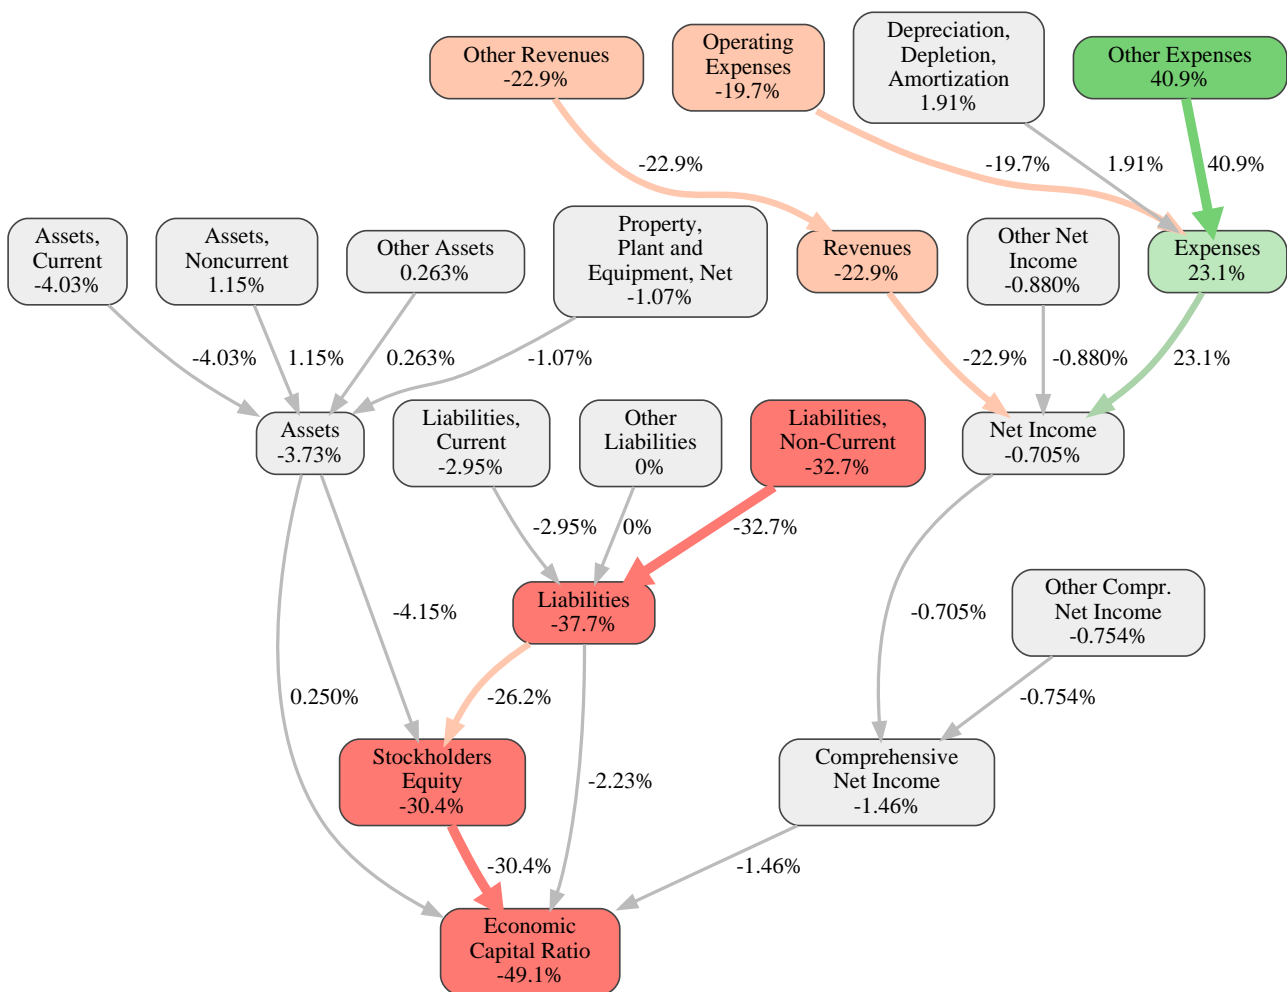 Other Revenues
-22.9%
Operating
Expenses
-19.7%
Depreciation,
Depletion,
Amortization
1.91%
Other Expenses
40.9%
-22.9%
-19.7%
1.91%
40.9%
Assets,
Current
-4.03%
Assets,
Noncurrent
1.15%
Other Assets
0.263%
Property,
Plant and
Equipment, Net
-1.07%
Revenues
-22.9%
Other Net
Income
-0.880%
Expenses
23.1%
-4.03%
1.15%
0.263%
-1.07%
-22.9%
-0.880%
23.1%
Assets
-3.73%
Liabilities,
Current
-2.95%
Other
Liabilities
0%
Liabilities,
Non-Current
-32.7%
Net Income
-0.705%
-2.95%
0%
-32.7%
Liabilities
-37.7%
-4.15%
-0.705%
Other Compr.
Net Income
-0.754%
0.250%
-26.2%
-2.23%
-0.754%
Stockholders
Equity
-30.4%
Comprehensive
Net Income
-1.46%
-30.4%
-1.46%
Economic
Capital Ratio
-49.1%